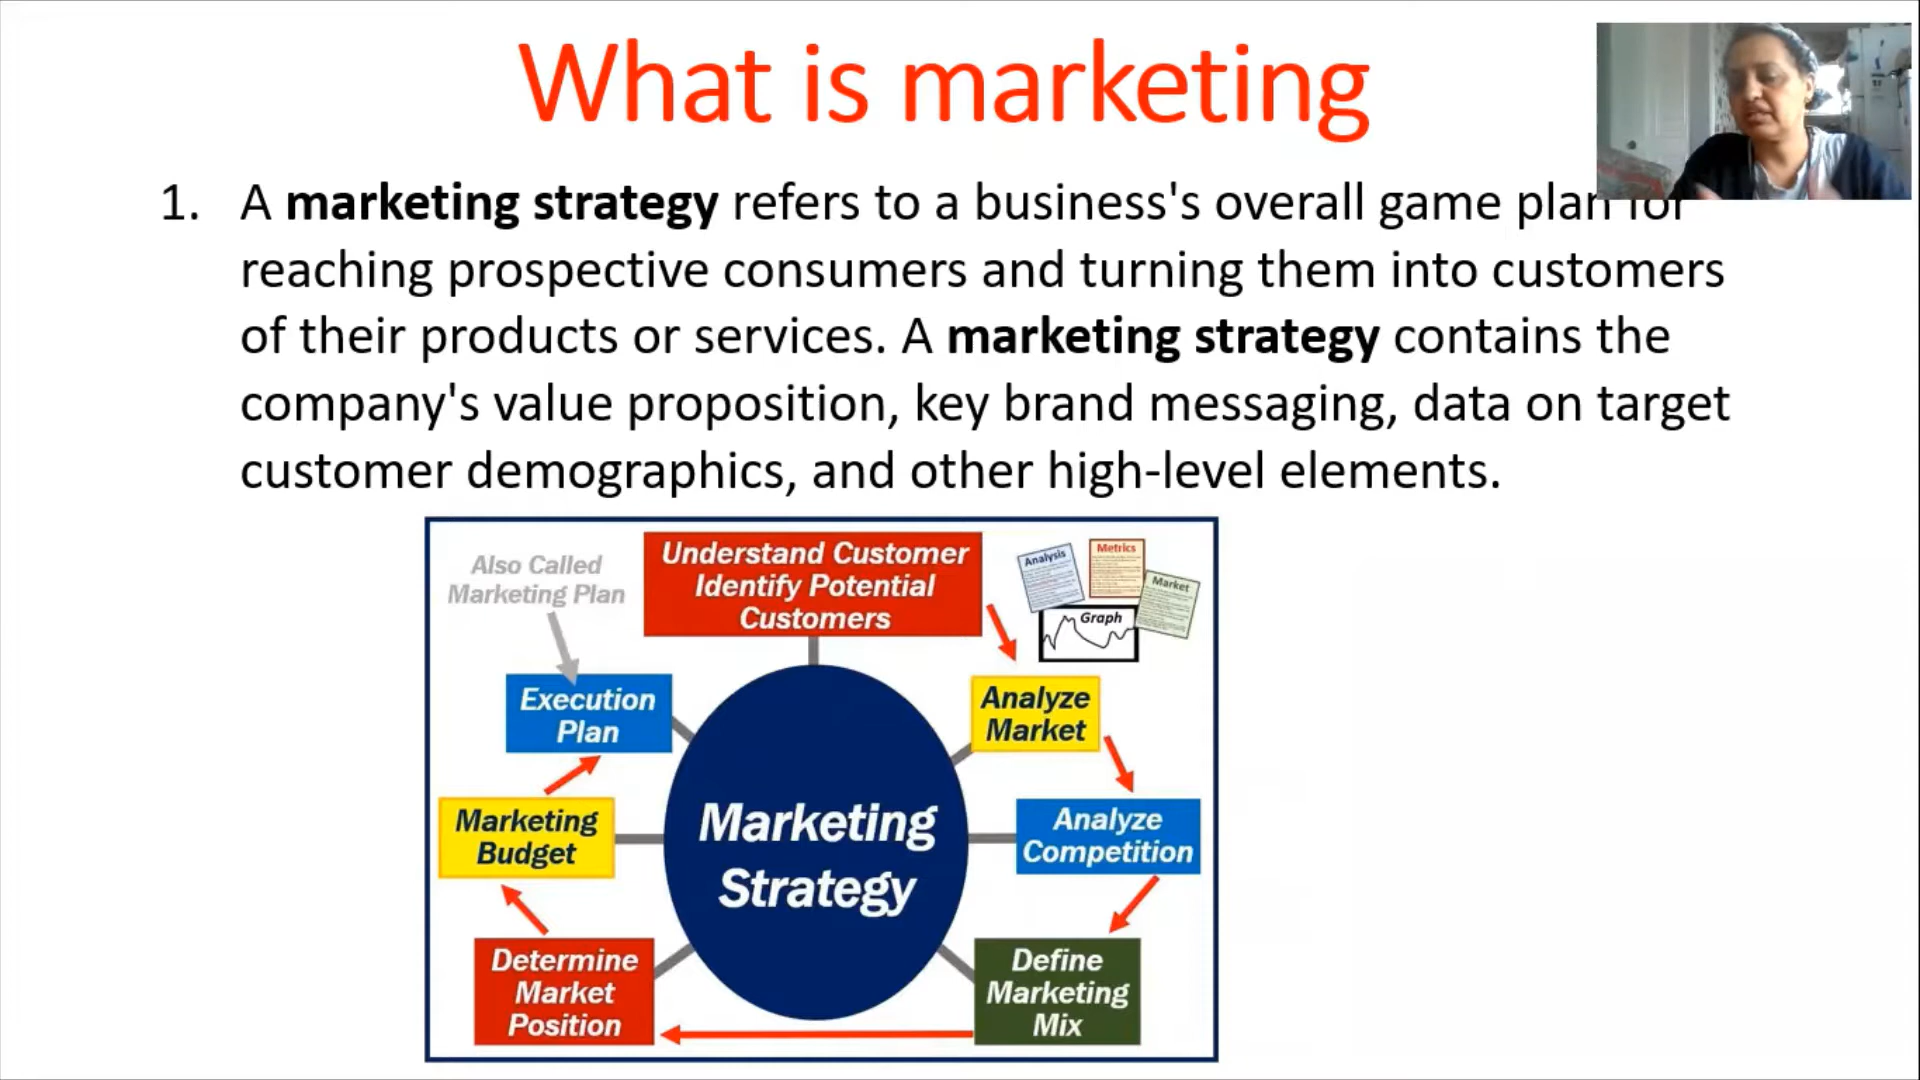 What is marketing
1. A marketing strategy refers to a business's overall game plan for
reaching prospective consumers and turning them into customers
of their products or services. A marketing strategy contains the
company's value proposition, key brand messaging, data on target
customer demographics, and other high-level elements.
Also Called
Marketing Plan
Understand Customer
Identify Potential
Customers
Analysis
Metrics
Market
Graph
Execution
Plan
Analyze
Market
Marketing
Budget
Marketing
Strategy
Analyze
Competition
Determine
Market
Position
Define
Marketing
Mix